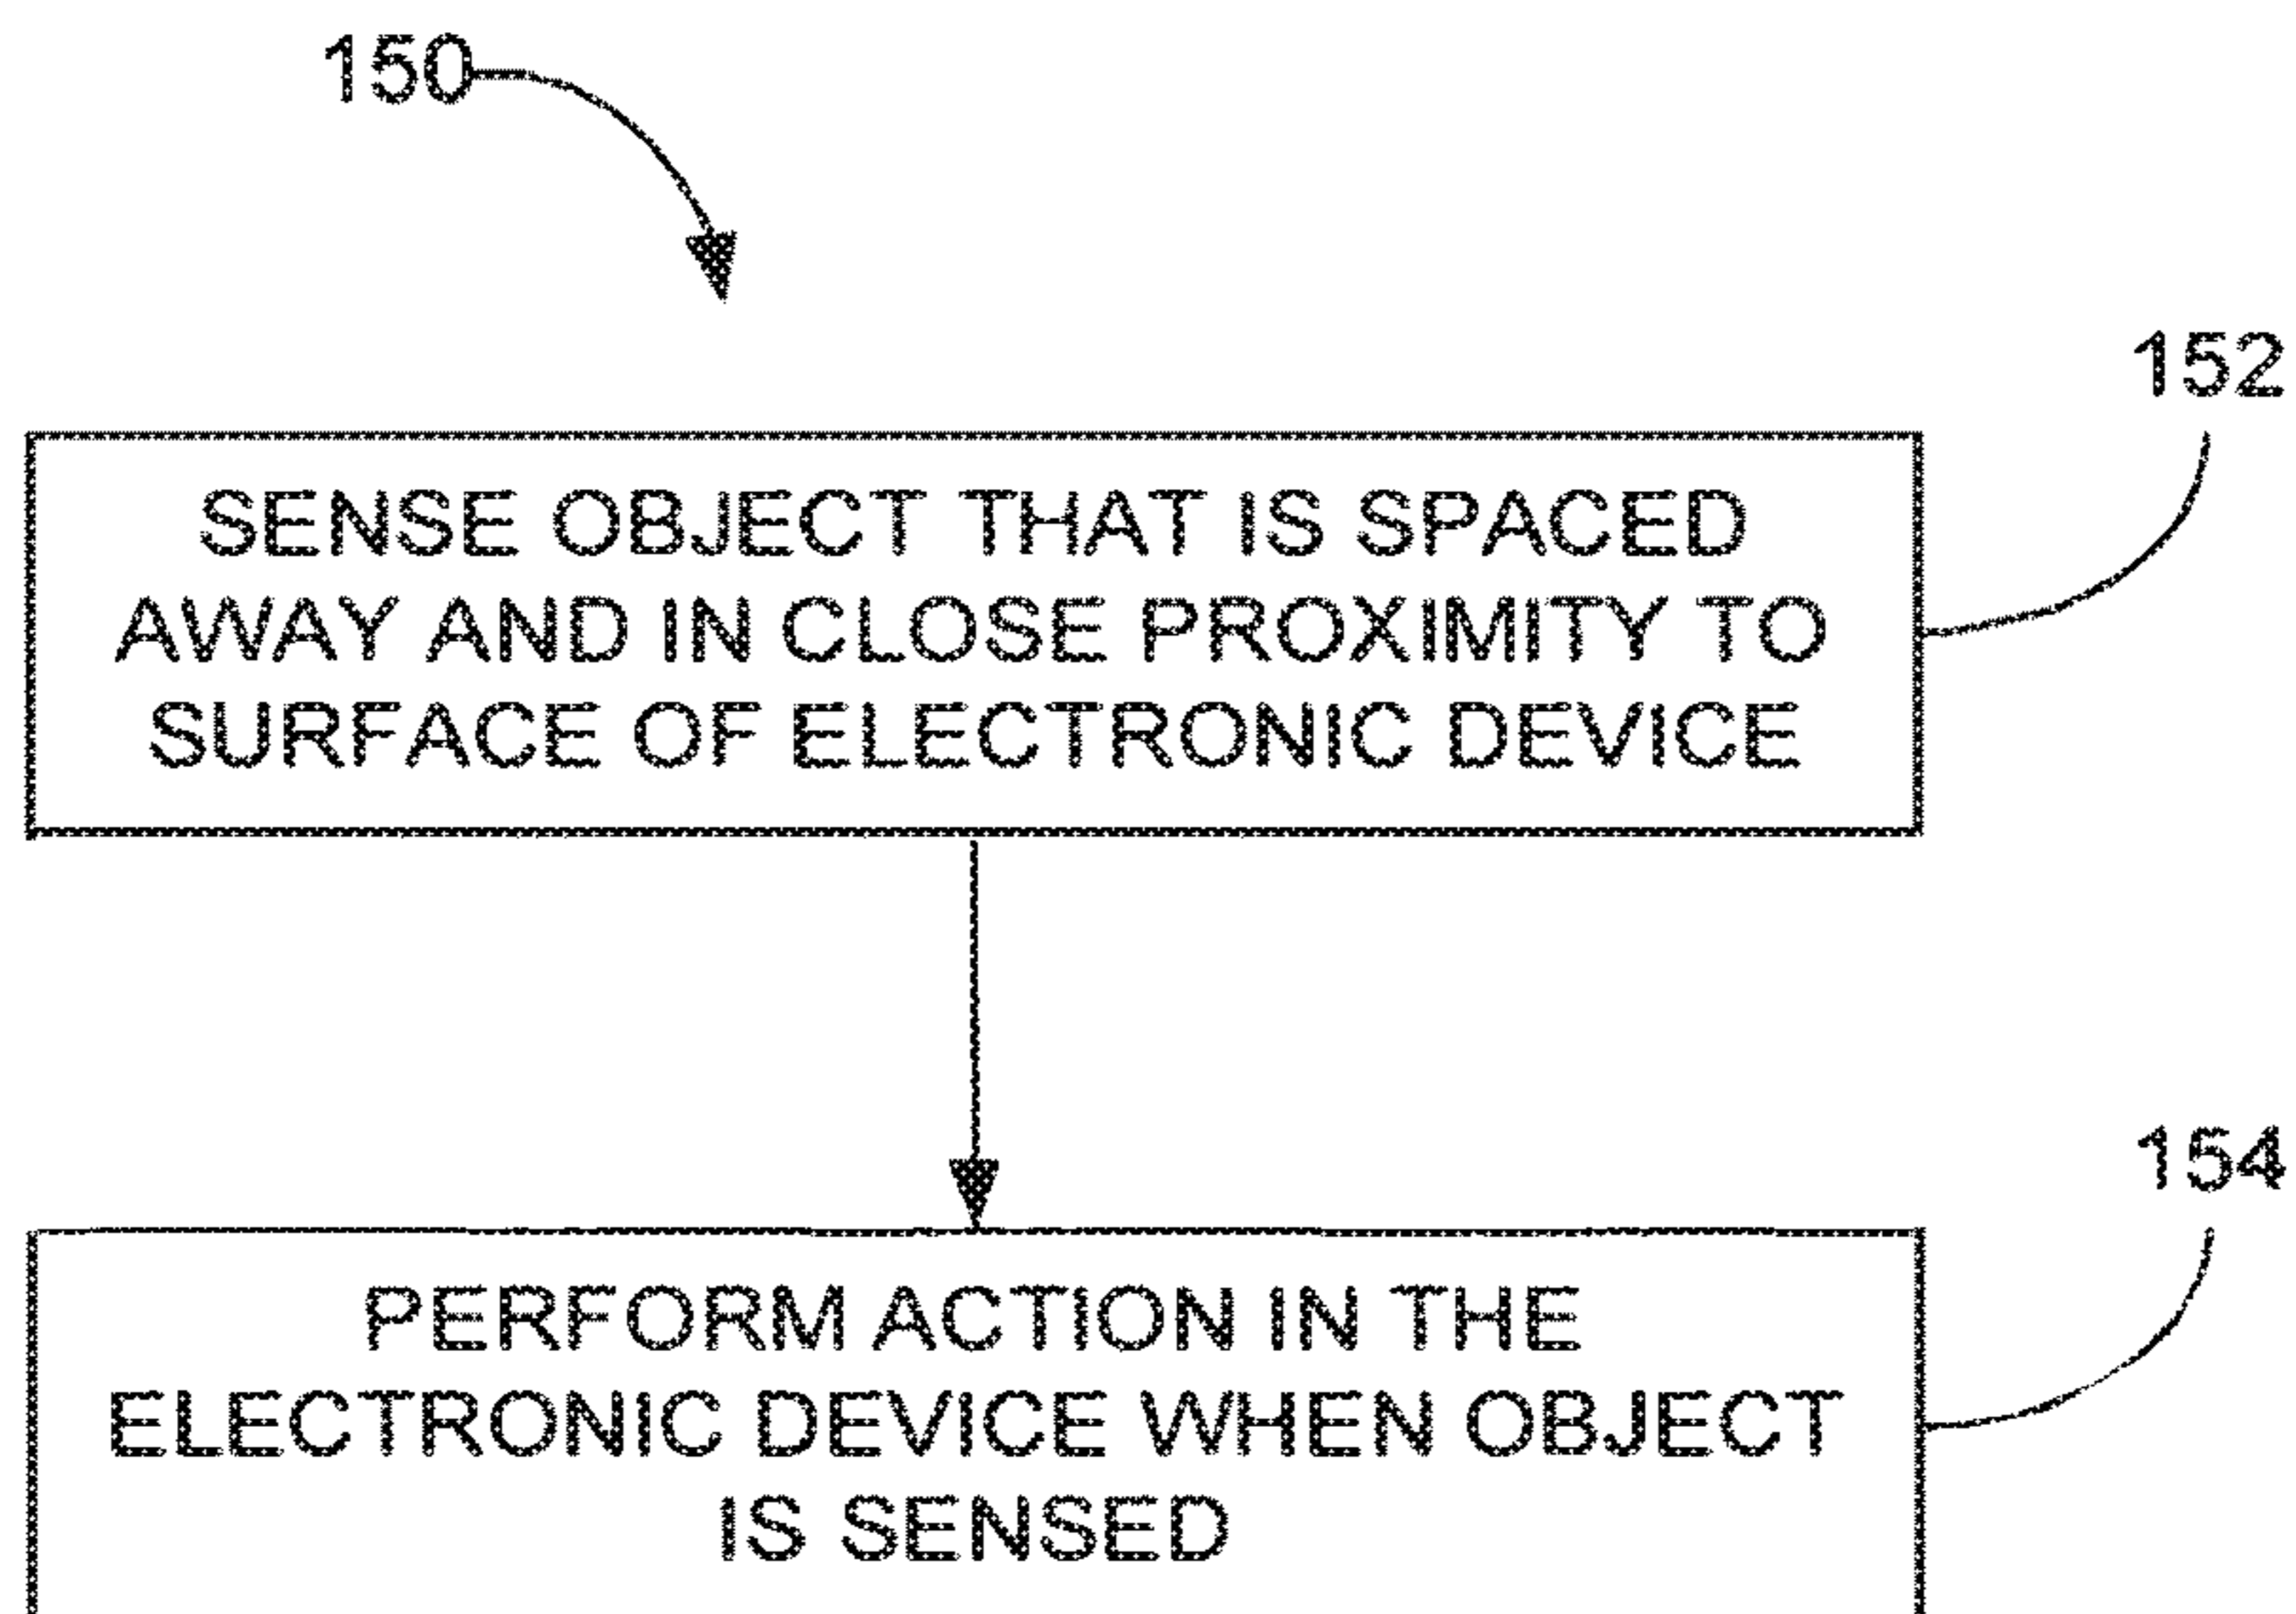 150
152
SENSE OBJECT THAT IS SPACED
AWAY AND IN CLOSE PROXIMITY TO
SURFACE OF ELECTRONIC DEVICE
154
PERFORM ACTION IN THE
ELECTRONIC DEVICE WHEN OBJECT
IS SENSED